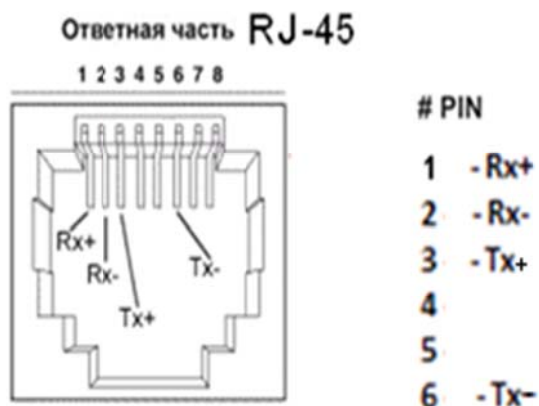 Ответная часть RJ-45
1 2 3 4 5 6 7 8
Rx+
Rx-
Tx+
Tx-
# PIN
1 - Rx+
2 - Rx-
3 - Tx+
4
5
6 - Tx-